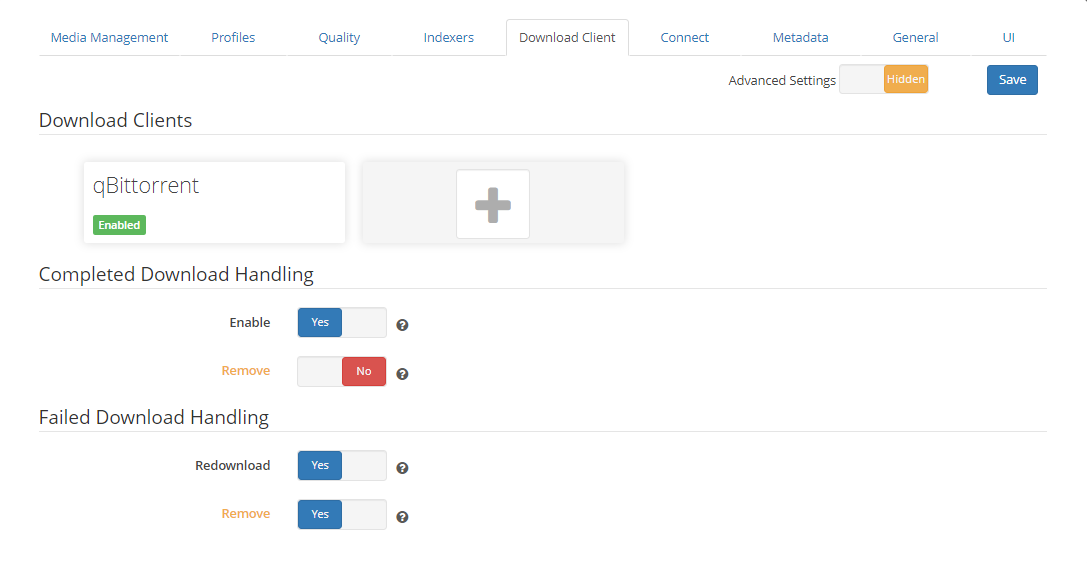 Media Management Profiles Quality Indexers Download Client Connect Metadata General UI
Advanced Settings Hidden Save
Download Clients
qBittorrent
Enabled
Completed Download Handling
Enable Yes
Remove No
Failed Download Handling
Redownload Yes
Remove Yes